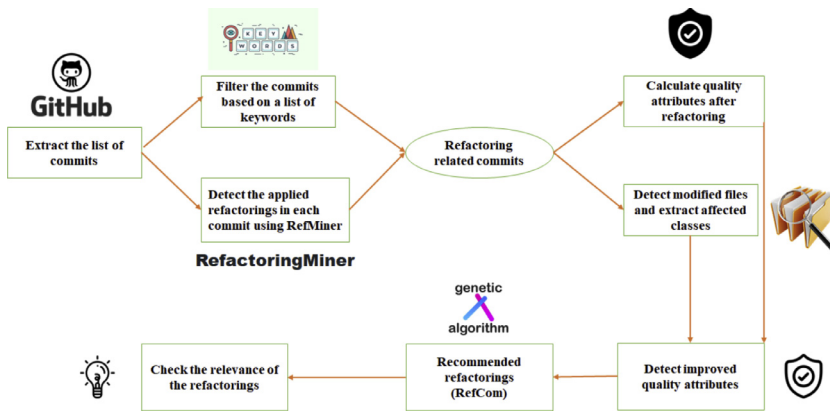 KEY
WORDS
GitHub
Extract the list of
commits
Filter the commits
based on a list of
keywords
Detect the applied
refactorings in each
commit using RefMiner
RefactoringMiner
Refactoring
related commits
Calculate quality
attributes after
refactoring
Detect modified files
and extract affected
classes
Detect improved
quality attributes
genetic
algorithm
Recommended
refactorings
(RefCom)
Check the relevance of
the refactorings